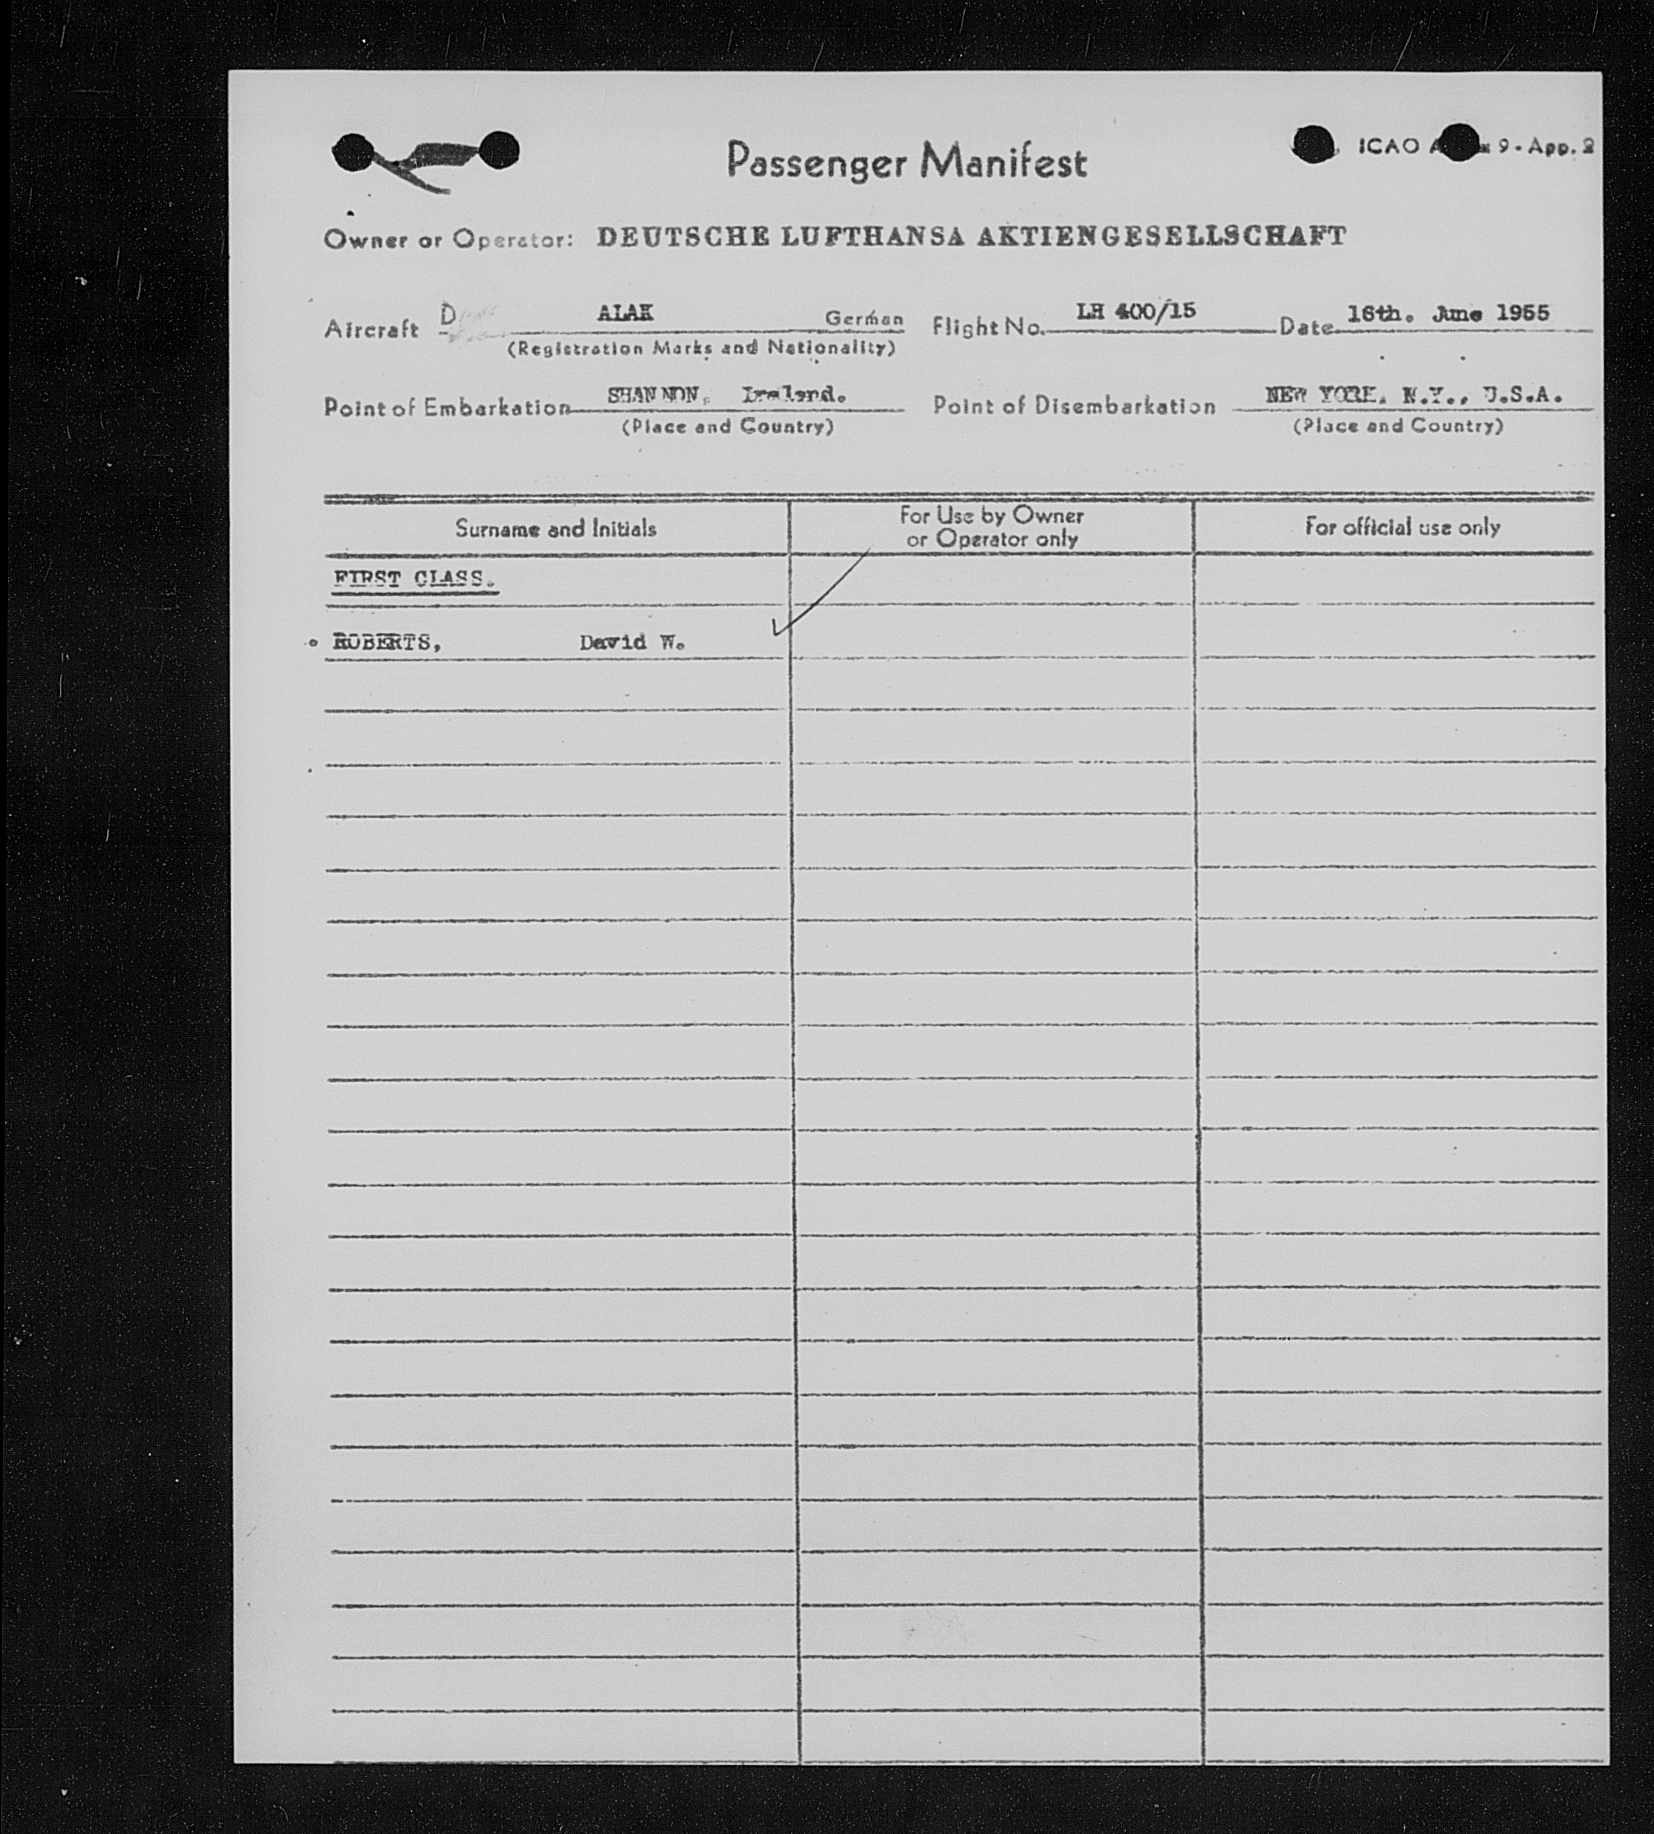 Passenger Manifest
ICAO 9 - App. 2
Owner or Operator: DEUTSCHE LUFTHANSA AKTIENGESELLSCHAFT
Aircraft D ALAK German Flight No. LH 400/15 Date 16th. June 1955
(Registration Marks and Nationality)
Point of Embarkation SHANNON, Ireland. Point of Disembarkation NEW YORK, N.Y., U.S.A.
(Place and Country) (Place and Country)
Surname and Initials For Use by Owner or Operator only For official use only
FIRST CLASS.
ROBERTS, David W.